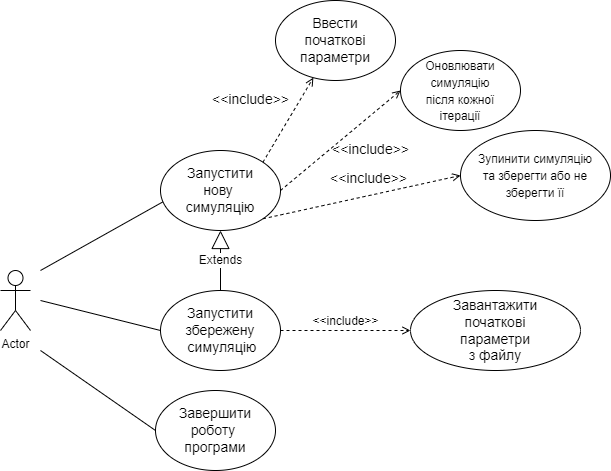 Ввести
початкові
параметри
Оновлювати
симуляцію
після кожної
ітерації
<<include>>
<<include>>
Зупинити симуляцію
та зберегти або не
зберегти її
<<include>>
Запустити
нову
симуляцію
Extends
Запустити
збережену
симуляцію
<<include>>
Завантажити
початкові
параметри
з файлу
Actor
Завершити
роботу
програми